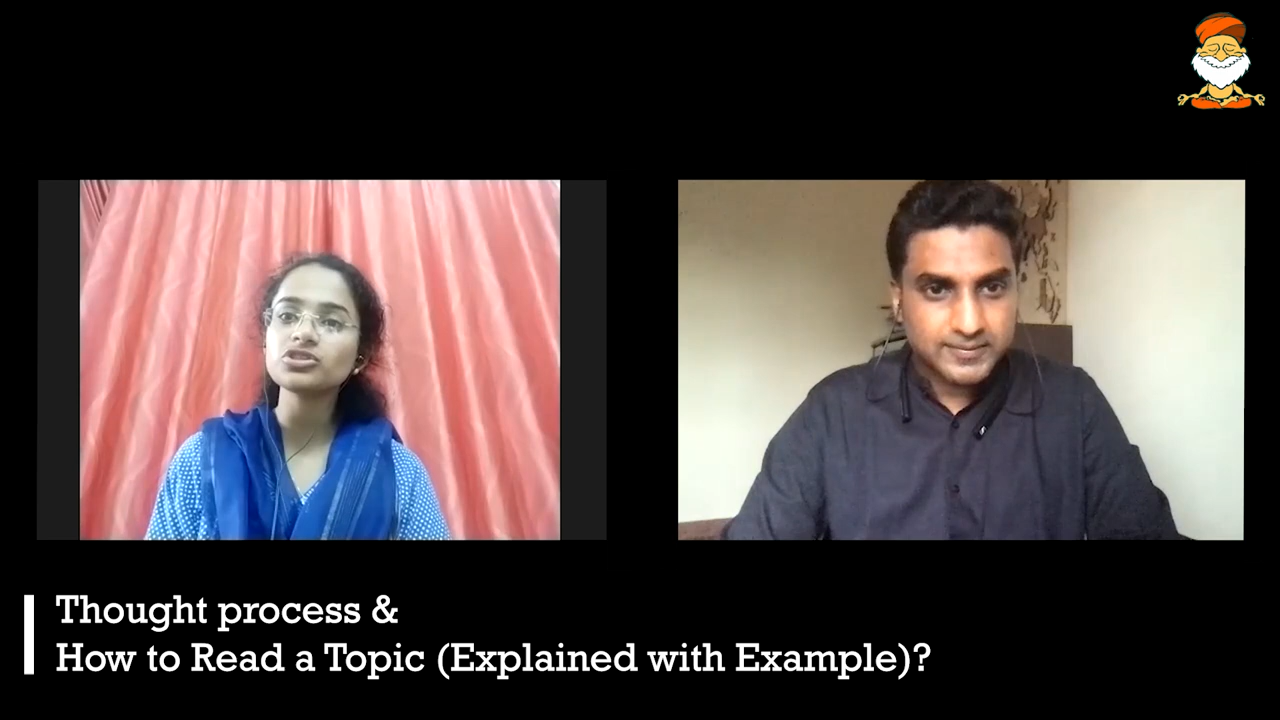 Thought process &
How to Read a Topic (Explained with Example)?